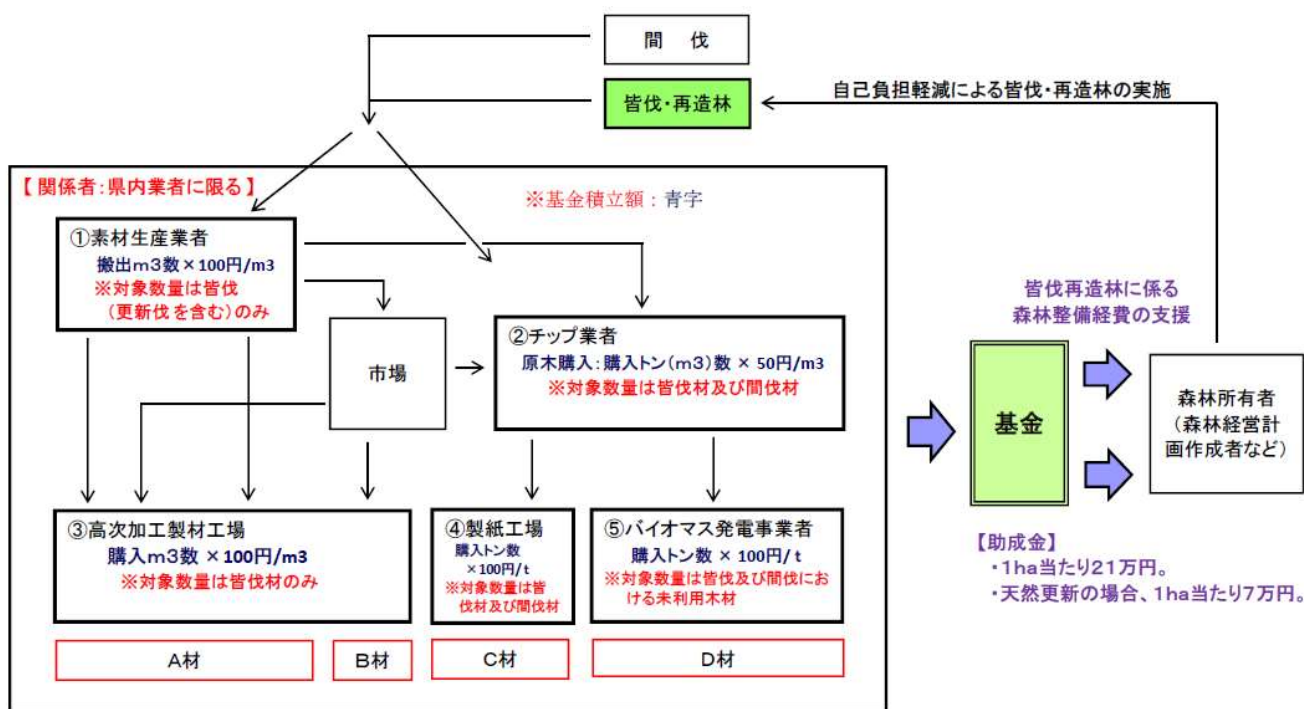 間 伐
皆伐・再造林
自己負担軽減による皆伐・再造林の実施
【 関係者：県内業者に限る 】
※基金積立額：青字
①素材生産業者
搬出ｍ３数×100円/m3
※対象数量は皆伐
（更新伐を含む）のみ
市場
②チップ業者
原木購入：購入トン（ｍ３）数 × 50円/m3
※対象数量は皆伐材及び間伐材
③高次加工製材工場
購入ｍ３数 ×100円/m3
※対象数量は皆伐材のみ
④製紙工場
購入トン数
×100円/ｔ
※対象数量は皆
伐材及び間伐材
⑤バイオマス発電事業者
購入トン数 × 100円/ｔ
※対象数量は皆伐及び間伐にお
ける未利用木材
Ａ材
Ｂ材
Ｃ材
Ｄ材
皆伐再造林に係る
森林整備経費の支援
基金
森林所有者
（森林経営計
画作成者など）
【助成金】
・1ha当たり２１万円。
・天然更新の場合、1ha当たり７万円。